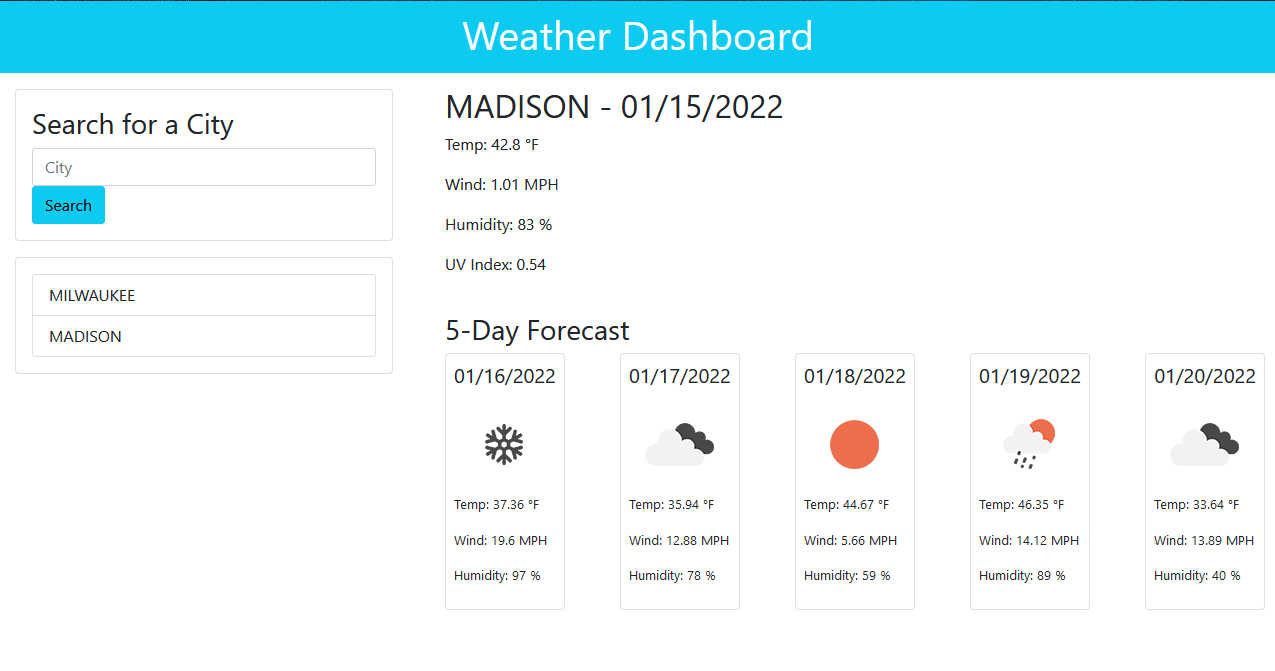 Weather Dashboard
Search for a City
City
Search
MILWAUKEE
MADISON
MADISON - 01/15/2022
Temp: 42.8 °F
Wind: 1.01 MPH
Humidity: 83 %
UV Index: 0.54
5-Day Forecast
01/16/2022
Temp: 37.36 °F
Wind: 19.6 MPH
Humidity: 97 %
01/17/2022
Temp: 35.94 °F
Wind: 12.88 MPH
Humidity: 78 %
01/18/2022
Temp: 44.67 °F
Wind: 5.66 MPH
Humidity: 59 %
01/19/2022
Temp: 46.35 °F
Wind: 14.12 MPH
Humidity: 89 %
01/20/2022
Temp: 33.64 °F
Wind: 13.89 MPH
Humidity: 40 %